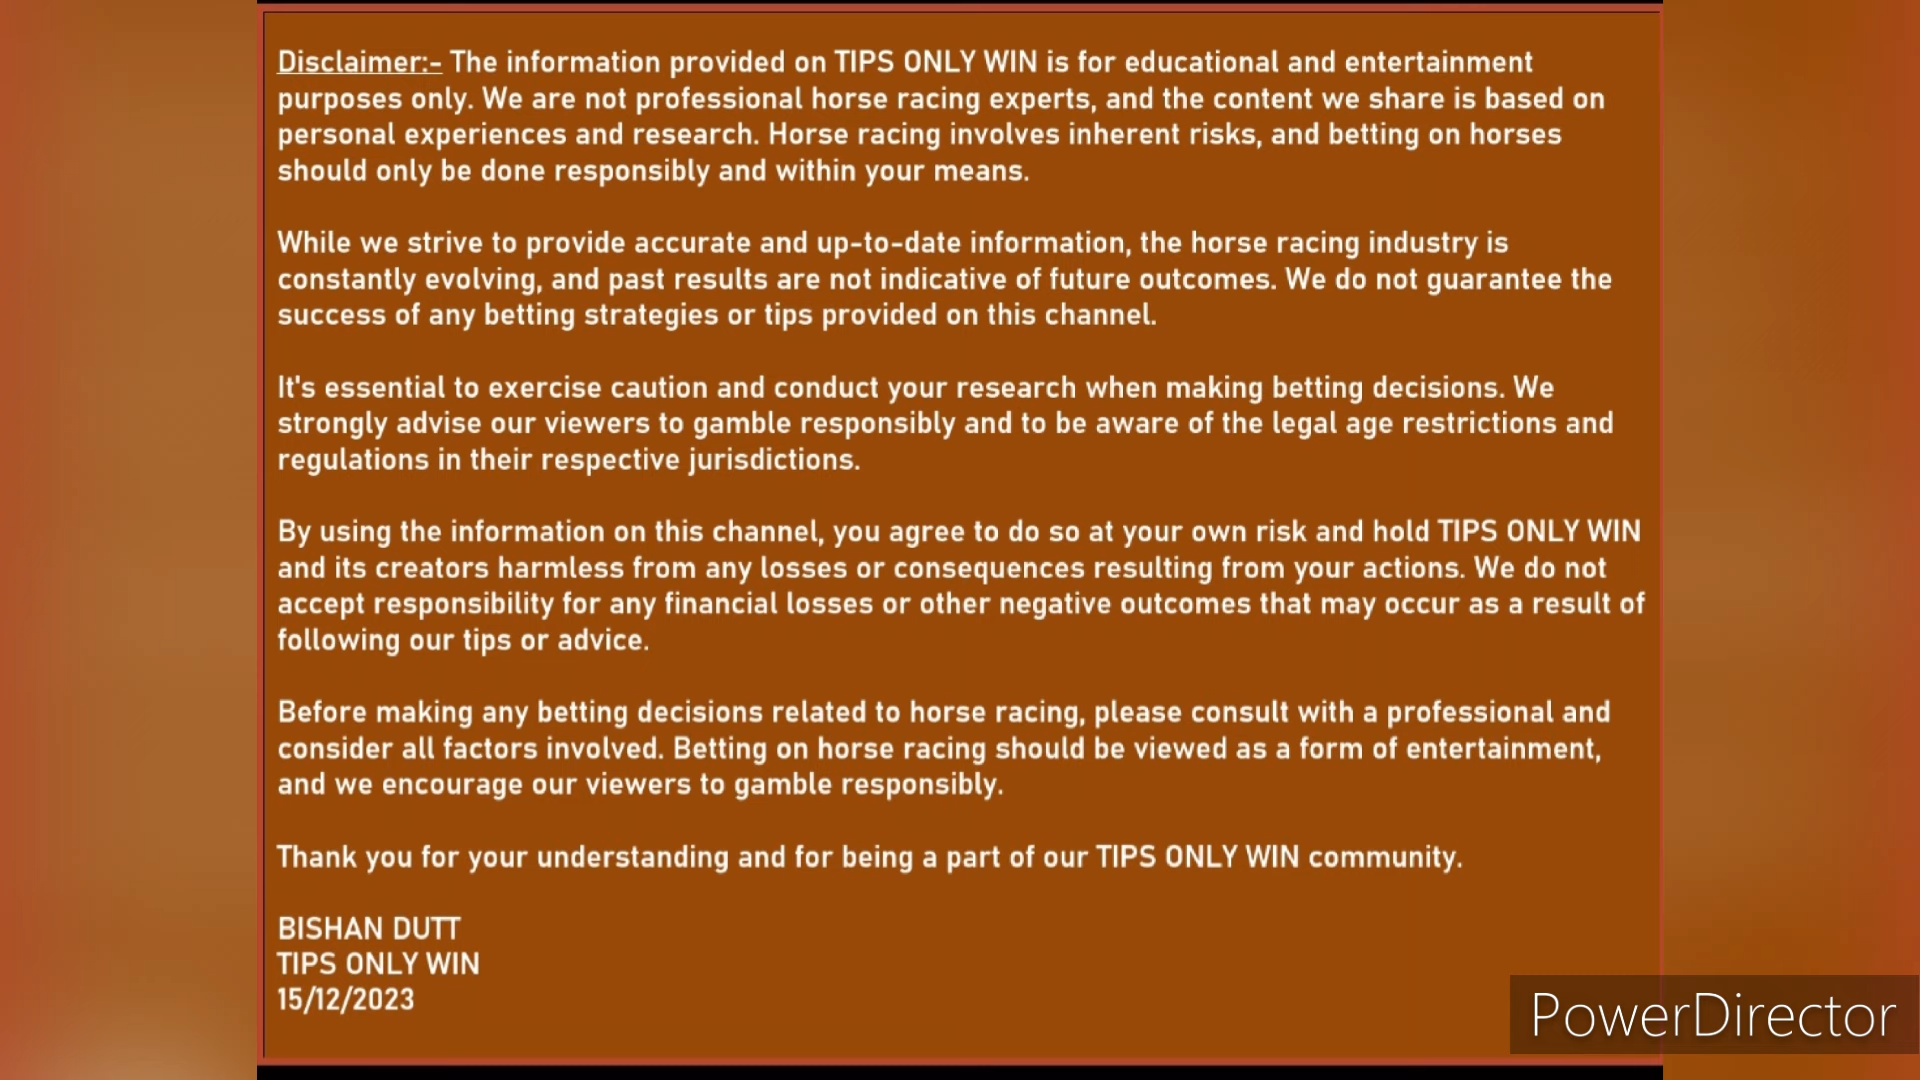 Disclaimer:- The information provided on TIPS ONLY WIN is for educational and entertainment
purposes only. We are not professional horse racing experts, and the content we share is based on
personal experiences and research. Horse racing involves inherent risks, and betting on horses
should only be done responsibly and within your means.
While we strive to provide accurate and up-to-date information, the horse racing industry is
constantly evolving, and past results are not indicative of future outcomes. We do not guarantee the
success of any betting strategies or tips provided on this channel.
It's essential to exercise caution and conduct your research when making betting decisions. We
strongly advise our viewers to gamble responsibly and to be aware of the legal age restrictions and
regulations in their respective jurisdictions.
By using the information on this channel, you agree to do so at your own risk and hold TIPS ONLY WIN
and its creators harmless from any losses or consequences resulting from your actions. We do not
accept responsibility for any financial losses or other negative outcomes that may occur as a result of
following our tips or advice.
Before making any betting decisions related to horse racing, please consult with a professional and
consider all factors involved. Betting on horse racing should be viewed as a form of entertainment,
and we encourage our viewers to gamble responsibly.
Thank you for your understanding and for being a part of our TIPS ONLY WIN community.
BISHAN DUTT
TIPS ONLY WIN
15/12/2023
PowerDirector